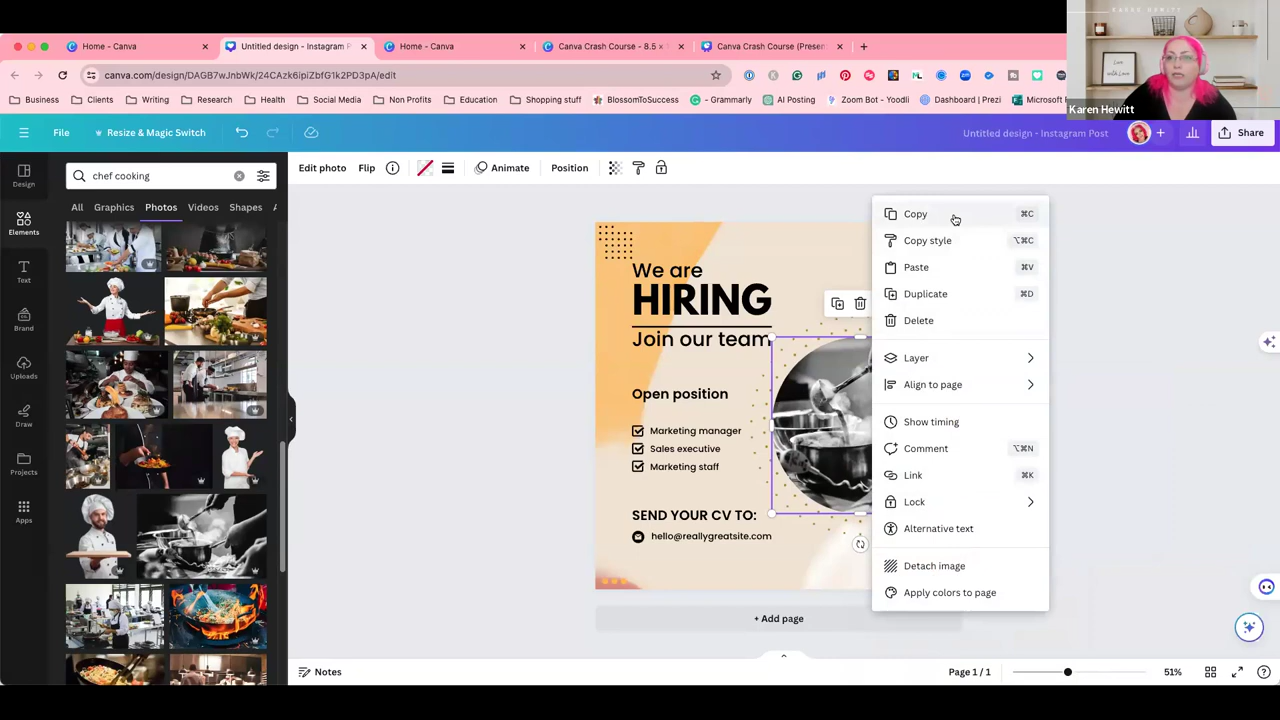 KAREN HEWITT
I am with Love
Karen Hewitt
Home - Canva
Untitled design - Instagram P
Home - Canva
Canva Crash Course - 8.5 ×
Canva Crash Course (Presen
canva.com/design/DAGB7wJnbWk/24CAzk6ipiZbfG1k2PD3pA/edit
Business
Clients
Writing
Research
Health
Social Media
Non Profits
Education
Shopping stuff
BlossomToSuccess
- Grammarly
AI Posting
Zoom Bot - Yoodli
Dashboard | Prezi
Microsoft
File
Resize & Magic Switch
Untitled design - Instagram Post
Share
Design
Elements
Text
Brand
Uploads
Draw
Projects
Apps
chef cooking
All
Graphics
Photos
Videos
Shapes
Edit photo
Flip
Animate
Position
We are
HIRING
Join our team
Open position
Marketing manager
Sales executive
Marketing staff
SEND YOUR CV TO:
hello@reallygreatsite.com
Copy ⌘C
Copy style ⌥⌘C
Paste ⌘V
Duplicate ⌘D
Delete
Layer
Align to page
Show timing
Comment ⌥⌘N
Link ⌘K
Lock
Alternative text
Detach image
Apply colors to page
+ Add page
Notes
Page 1 / 1
51%